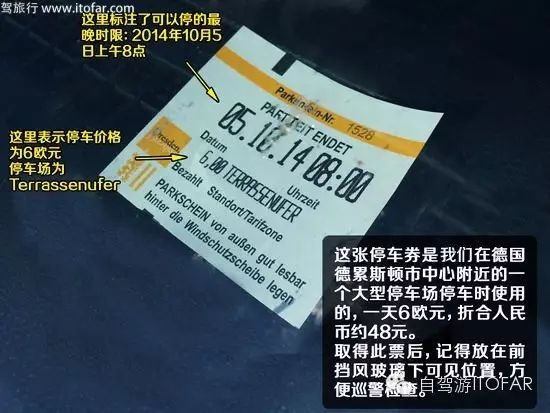 驾旅行 www.itofar.com
这里标注了可以停的最
晚时限: 2014年10月5
日上午8点
这里表示停车价格
为6欧元
停车场为
Terrassenufer
Parkschein-Nr. 1528
PARKZEIT ENDET
05.10.14 08:00
Datum Uhrzeit
6.00 TERRASSENUFER
Bezahlt Standort/Tarifzone
PARKSCHEIN von außen gut lesbar
hinter die Windschutzscheibe legen
Dresden
这张停车券是我们在德国
德累斯顿市中心附近的一
个大型停车场停车时使用
的, 一天6欧元, 折合人民
币约48元。
取得此票后, 记得放在前
挡风玻璃下可见位置, 方
便巡警检查。
自驾游ITOFAR